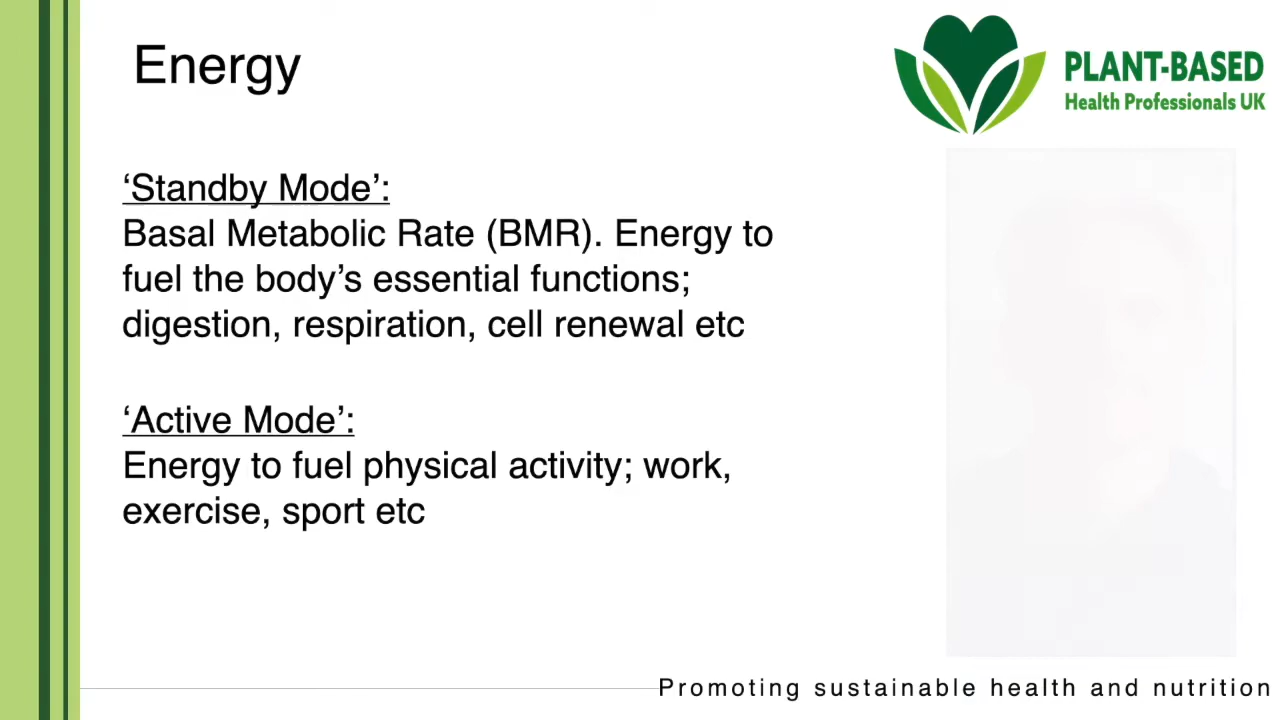 Energy
PLANT-BASED
Health Professionals UK
‘Standby Mode’:
Basal Metabolic Rate (BMR). Energy to
fuel the body’s essential functions;
digestion, respiration, cell renewal etc
‘Active Mode’:
Energy to fuel physical activity; work,
exercise, sport etc
Promoting sustainable health and nutrition